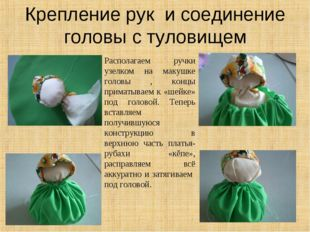 Крепление рук и соединение
головы с туловищем
Располагаем ручки
узелком на макушке
головы , концы
приматываем к «шейке»
под головой. Теперь
вставляем
получившуюся
конструкцию в
верхнюю часть платья-
рубахи «кёпе»,
расправляем всё
аккуратно и затягиваем
под головой.